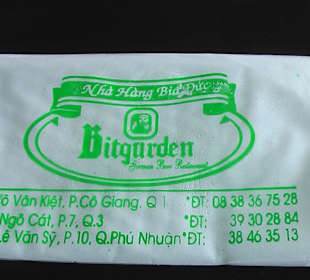 Nhà Hàng Bia Đức
Bitgarden
German Beer Restaurant
Võ Văn Kiệt, P.Cô Giang, Q 1 *ĐT: 08 38 36 75 28
Ngô Cát, P.7, Q.3 *ĐT: 39 30 28 84
Lê Văn Sỹ, P.10, Q.Phú Nhuận *ĐT: 38 46 35 13